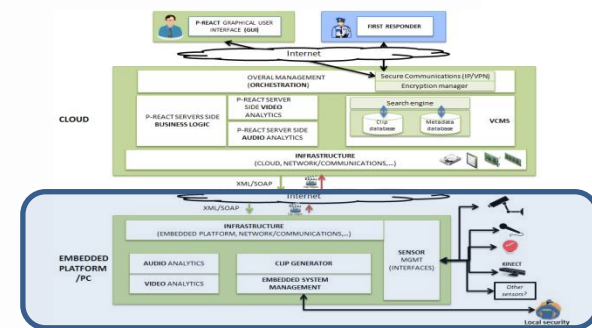 P-REACT GRAPHICAL USER
INTERFACE (GUI)
FIRST RESPONDER
Internet
OVERAL MANAGEMENT
(ORCHESTRATION)
Secure Communications (IP/VPN)
Encryption manager
CLOUD
P-REACT SERVERS SIDE
BUSINESS LOGIC
P-REACT SERVER
SIDE VIDEO
ANALYTICS
P-REACT SERVER
SIDE AUDIO ANALYTICS
Search engine
Clip
database
Metadata
database
VCMS
INFRASTRUCTURE
(CLOUD, NETWORK/COMMUNICATIONS,...)
XML/SOAP
Internet
XML/SOAP
EMBEDDED
PLATFORM
/PC
INFRASTRUCTURE
(EMBEDDED PLATFORM, NETWORK/COMMUNICATIONS,...)
AUDIO ANALYTICS
CLIP GENERATOR
VIDEO ANALYTICS
EMBEDDED SYSTEM
MANAGEMENT
SENSOR
MGMT
(INTERFACES)
KINECT
Other
sensors?
Local security